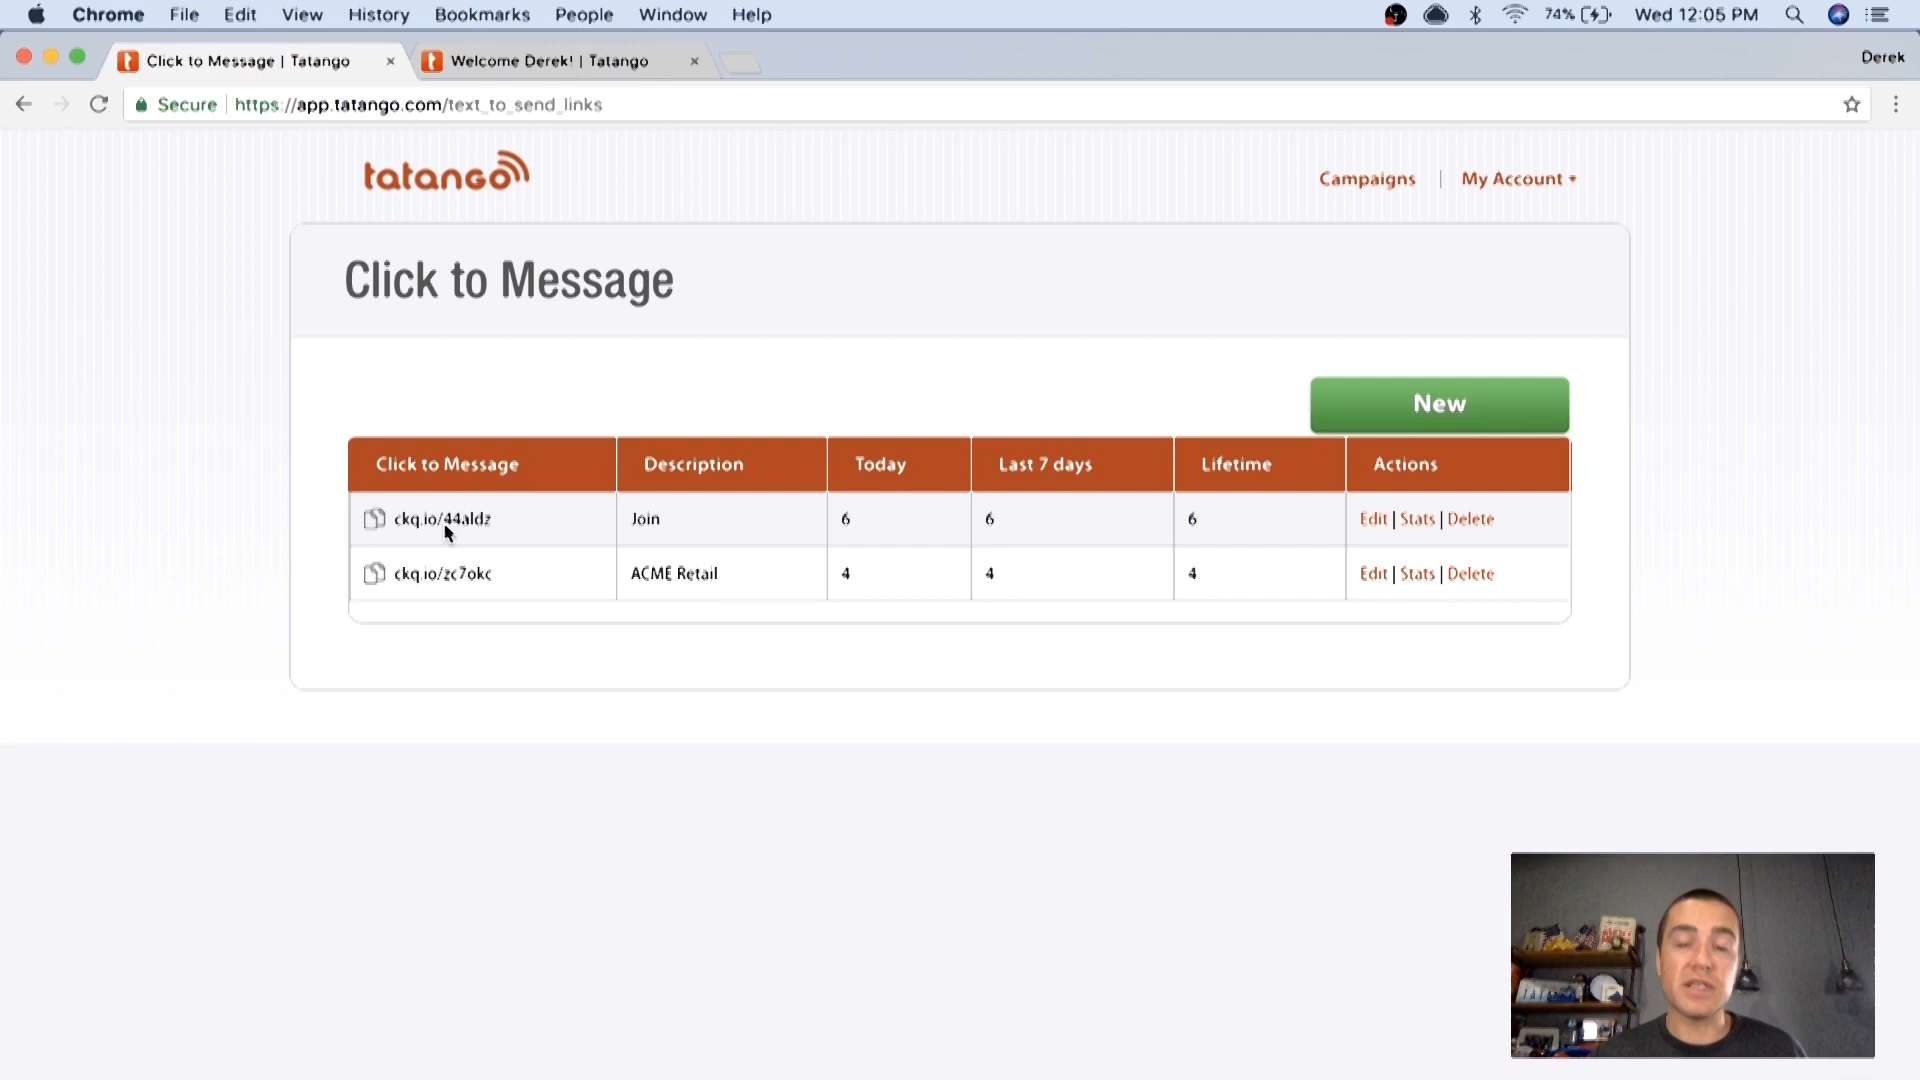 Chrome File Edit View History Bookmarks People Window Help 74% Wed 12:05 PM
Click to Message | Tatango × Welcome Derek! | Tatango × Derek
Secure https://app.tatango.com/text_to_send_links
tatango
Campaigns | My Account
Click to Message
New
Click to Message Description Today Last 7 days Lifetime Actions
ckq.io/44aldz Join 6 6 6 Edit | Stats | Delete
ckq.io/zc7okc ACME Retail 4 4 4 Edit | Stats | Delete